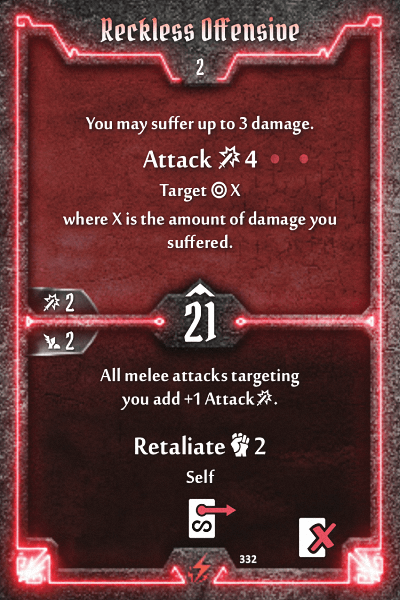 Reckless Offensive
2
You may suffer up to 3 damage.
Attack 4
Target X
where X is the amount of damage you
suffered.
2
21
2
All melee attacks targeting
you add +1 Attack.
Retaliate 2
Self
332